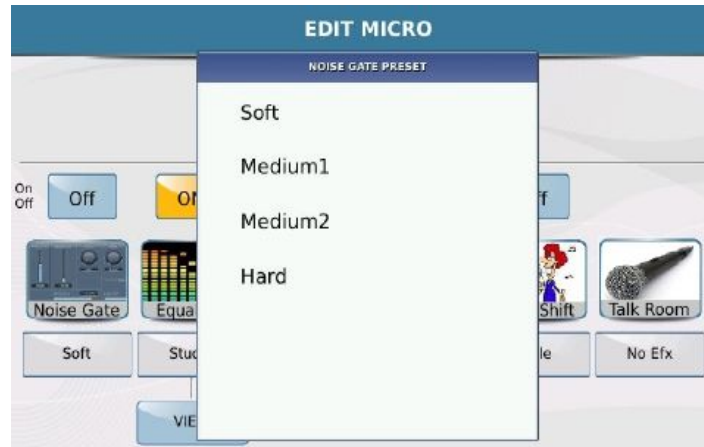 EDIT MICRO
NOISE GATE PRESET
Soft
Medium1
Medium2
Hard
On
Off
Off
Noise Gate
Shift
Talk Room
Soft
No Efx